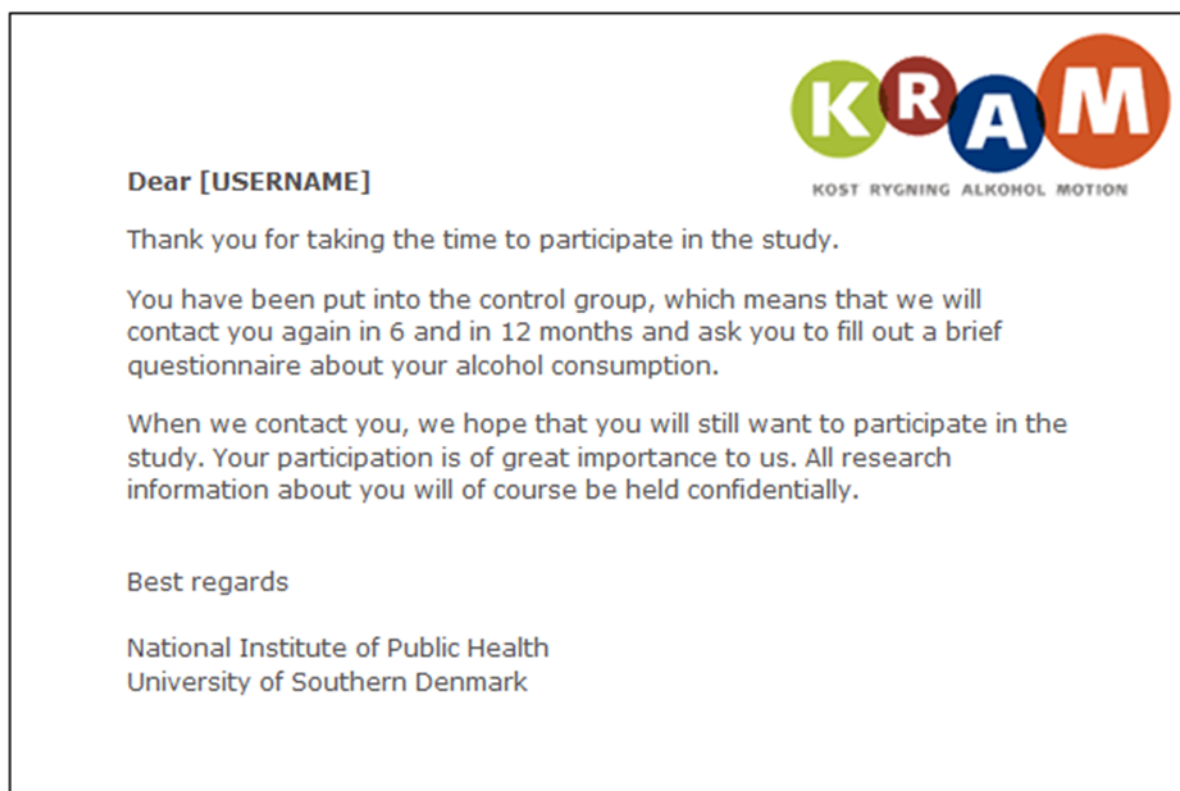 KRAM
KOST RYGNING ALKOHOL MOTION
Dear [USERNAME]
Thank you for taking the time to participate in the study.
You have been put into the control group, which means that we will
contact you again in 6 and in 12 months and ask you to fill out a brief
questionnaire about your alcohol consumption.
When we contact you, we hope that you will still want to participate in the
study. Your participation is of great importance to us. All research
information about you will of course be held confidentially.
Best regards
National Institute of Public Health
University of Southern Denmark